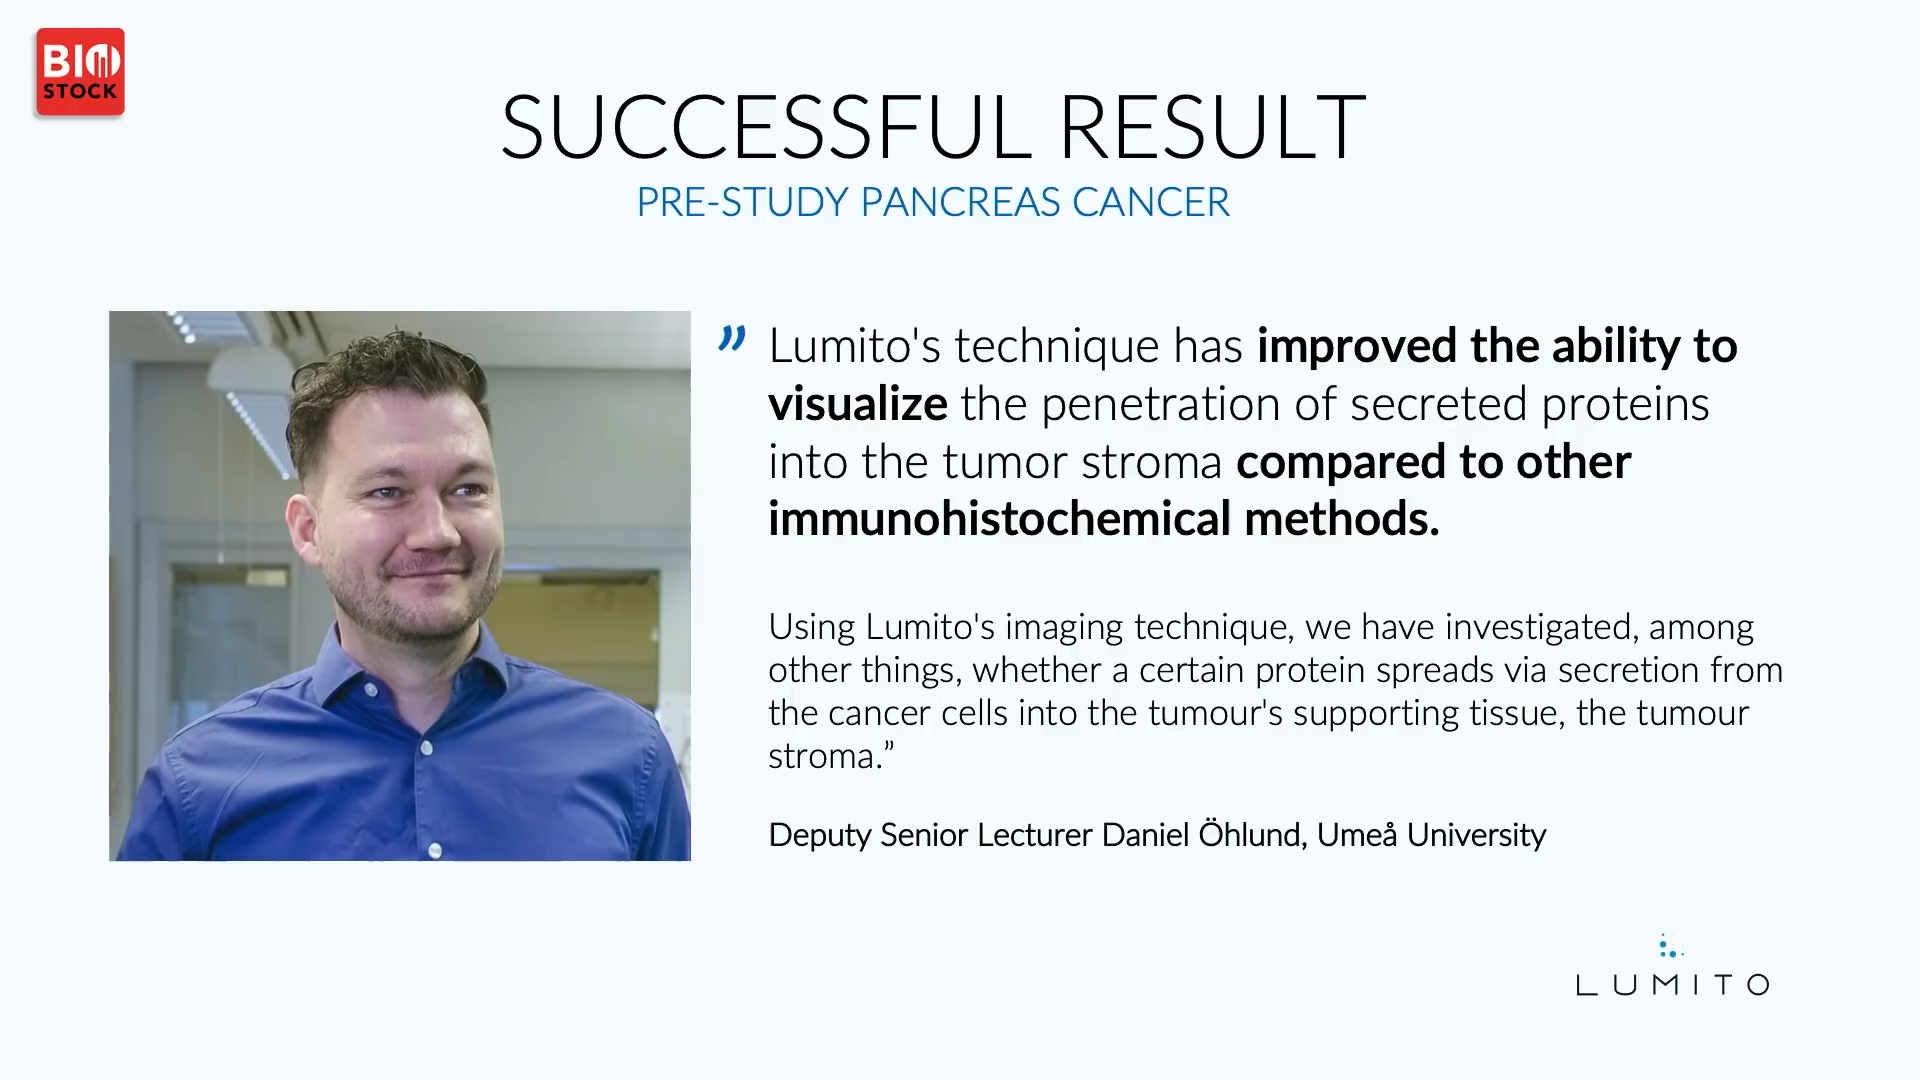 BIO
STOCK
SUCCESSFUL RESULT
PRE-STUDY PANCREAS CANCER
” Lumito's technique has improved the ability to
visualize the penetration of secreted proteins
into the tumor stroma compared to other
immunohistochemical methods.
Using Lumito's imaging technique, we have investigated, among
other things, whether a certain protein spreads via secretion from
the cancer cells into the tumour's supporting tissue, the tumour
stroma.”
Deputy Senior Lecturer Daniel Öhlund, Umeå University
LUMITO